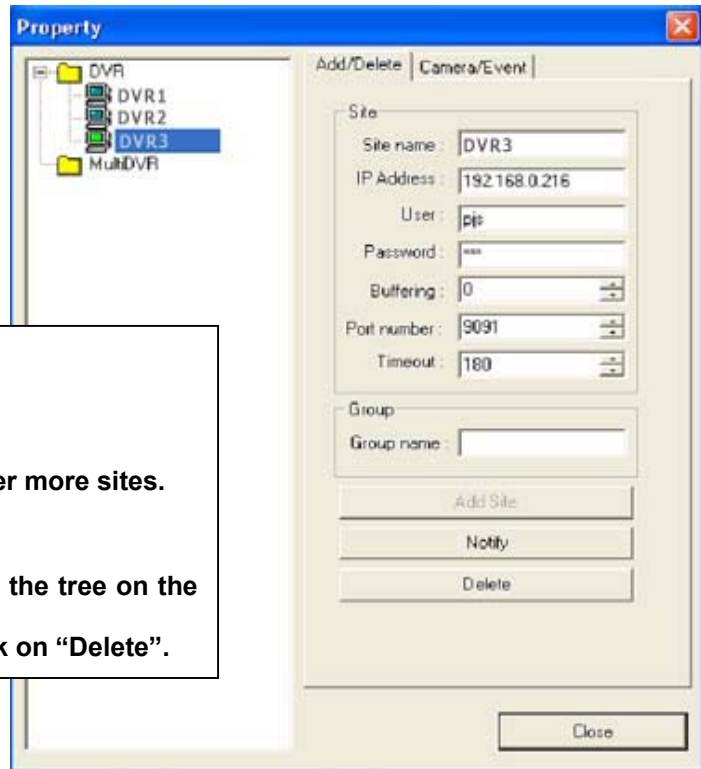 Property
DVR
DVR1
DVR2
DVR3
MultiDVR
Add/Delete
Camera/Event
Site
Site name : DVR3
IP Address : 192.168.0.216
User : pjs
Password : ***
Buffering : 0
Port number : 9091
Timeout : 180
Group
Group name :
Add Site
Notify
Delete
Close
more sites.
the tree on the
on “Delete”.